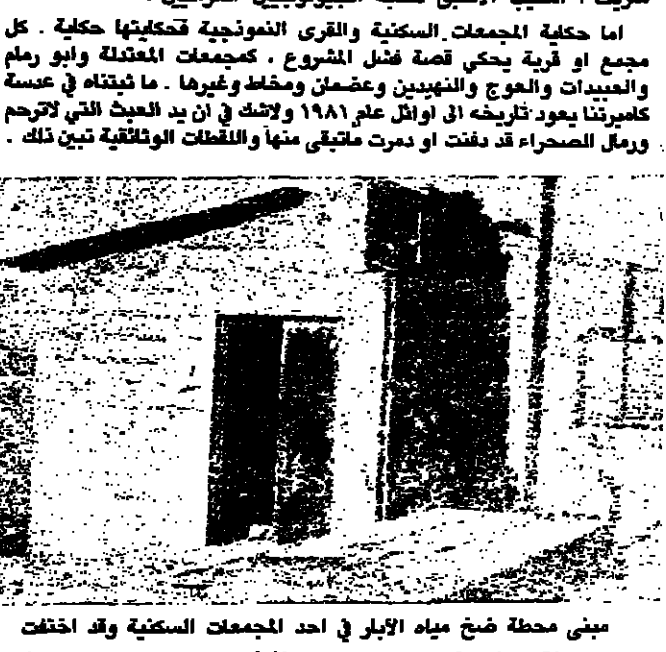 اما حكاية المجمعات السكنية والقرى النموذجية فحكايتها حكاية . كل
مجمع او قرية يحكي قصة فشل المشروع ، كمجمعات المعتدلة وابو رمام
والعبيدات والعوج والنهيدين وعضمان ومخاط وغيرها . ما ثبتناه في عدسة
كاميرتنا يعود تاريخه الى اوائل عام ١٩٨١ ولاشك في ان يد العبث التي لاترحم
ورمال الصحراء قد دفنت او دمرت ماتبقى منها واللقطات الوثائقية تبين ذلك .
مبنى محطة ضخ مياه الآبار في احد المجمعات السكنية وقد اختفت